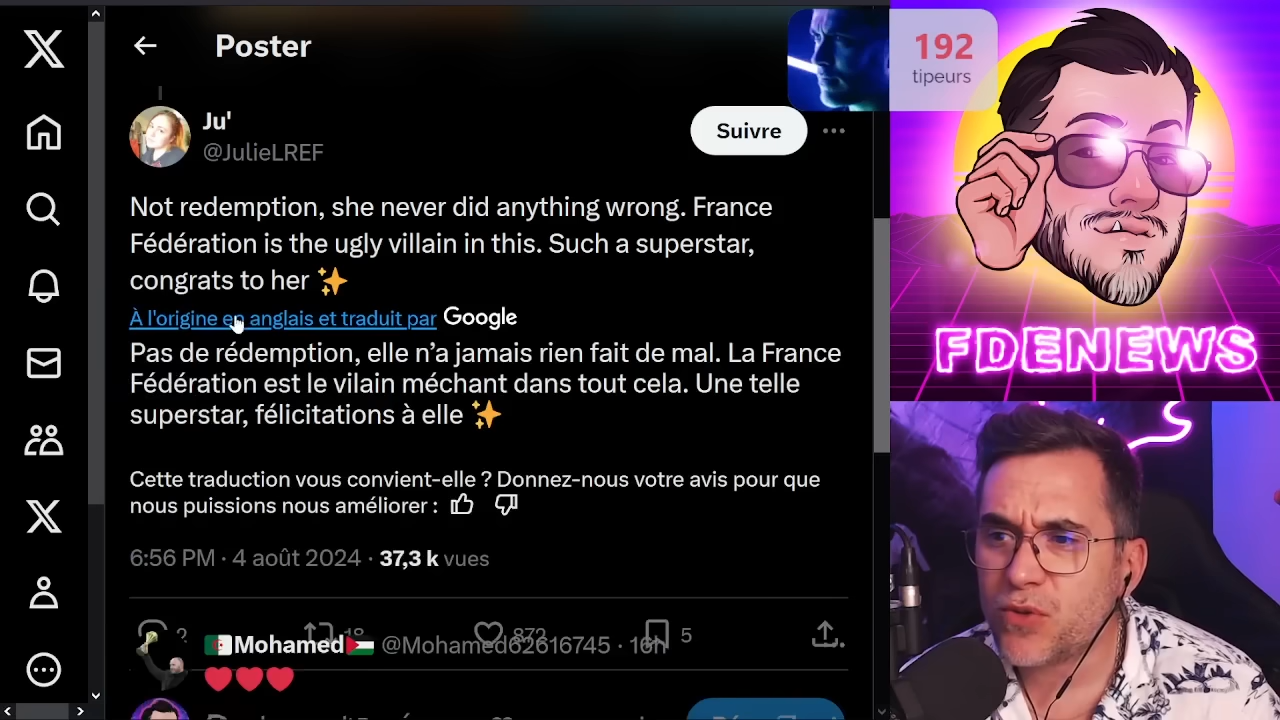 Poster
192
tipeurs
Ju'
@JulieLREF
Suivre
Not redemption, she never did anything wrong. France
Fédération is the ugly villain in this. Such a superstar,
congrats to her ✨
À l'origine en anglais et traduit par Google
Pas de rédemption, elle n’a jamais rien fait de mal. La France
Fédération est le vilain méchant dans tout cela. Une telle
superstar, félicitations à elle ✨
Cette traduction vous convient-elle ? Donnez-nous votre avis pour que
nous puissions nous améliorer :
6:56 PM · 4 août 2024 · 37,3 k vues
5
Mohamed @Mohamed62616745 · 16h
FDENEWS